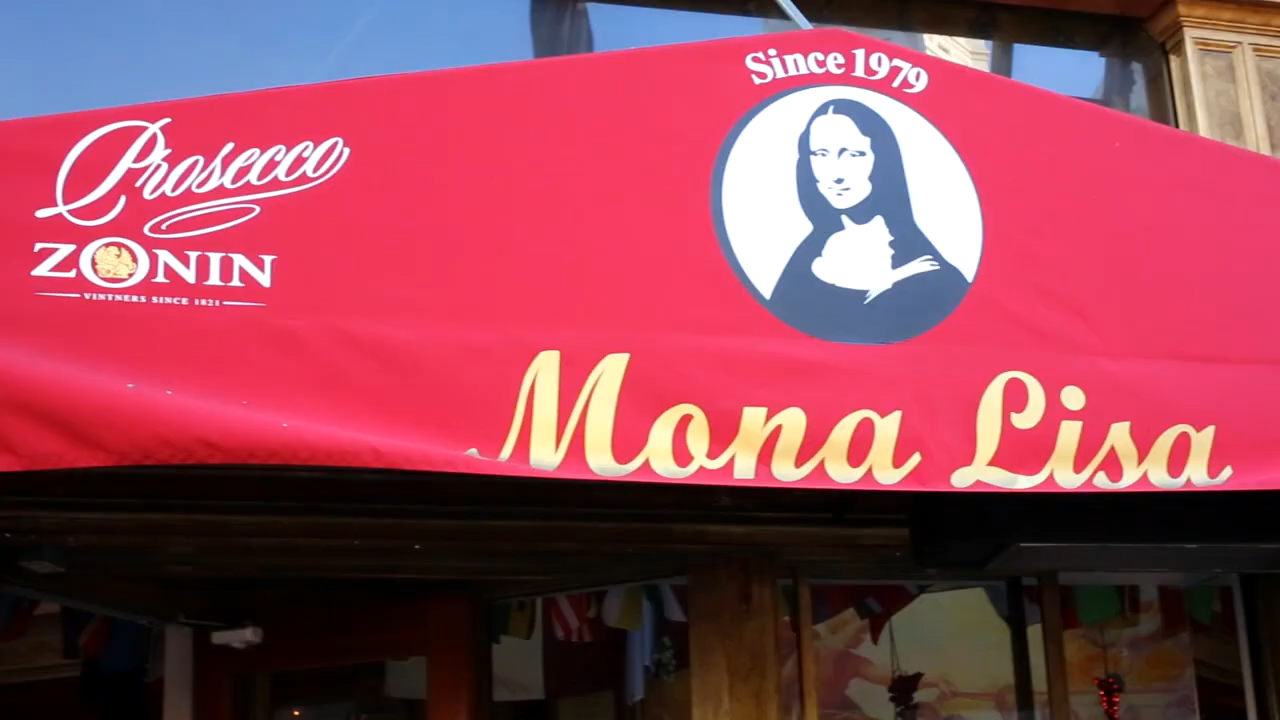 Since 1979
Prosecco
ZONIN
VINTNERS SINCE 1821
Mona Lisa